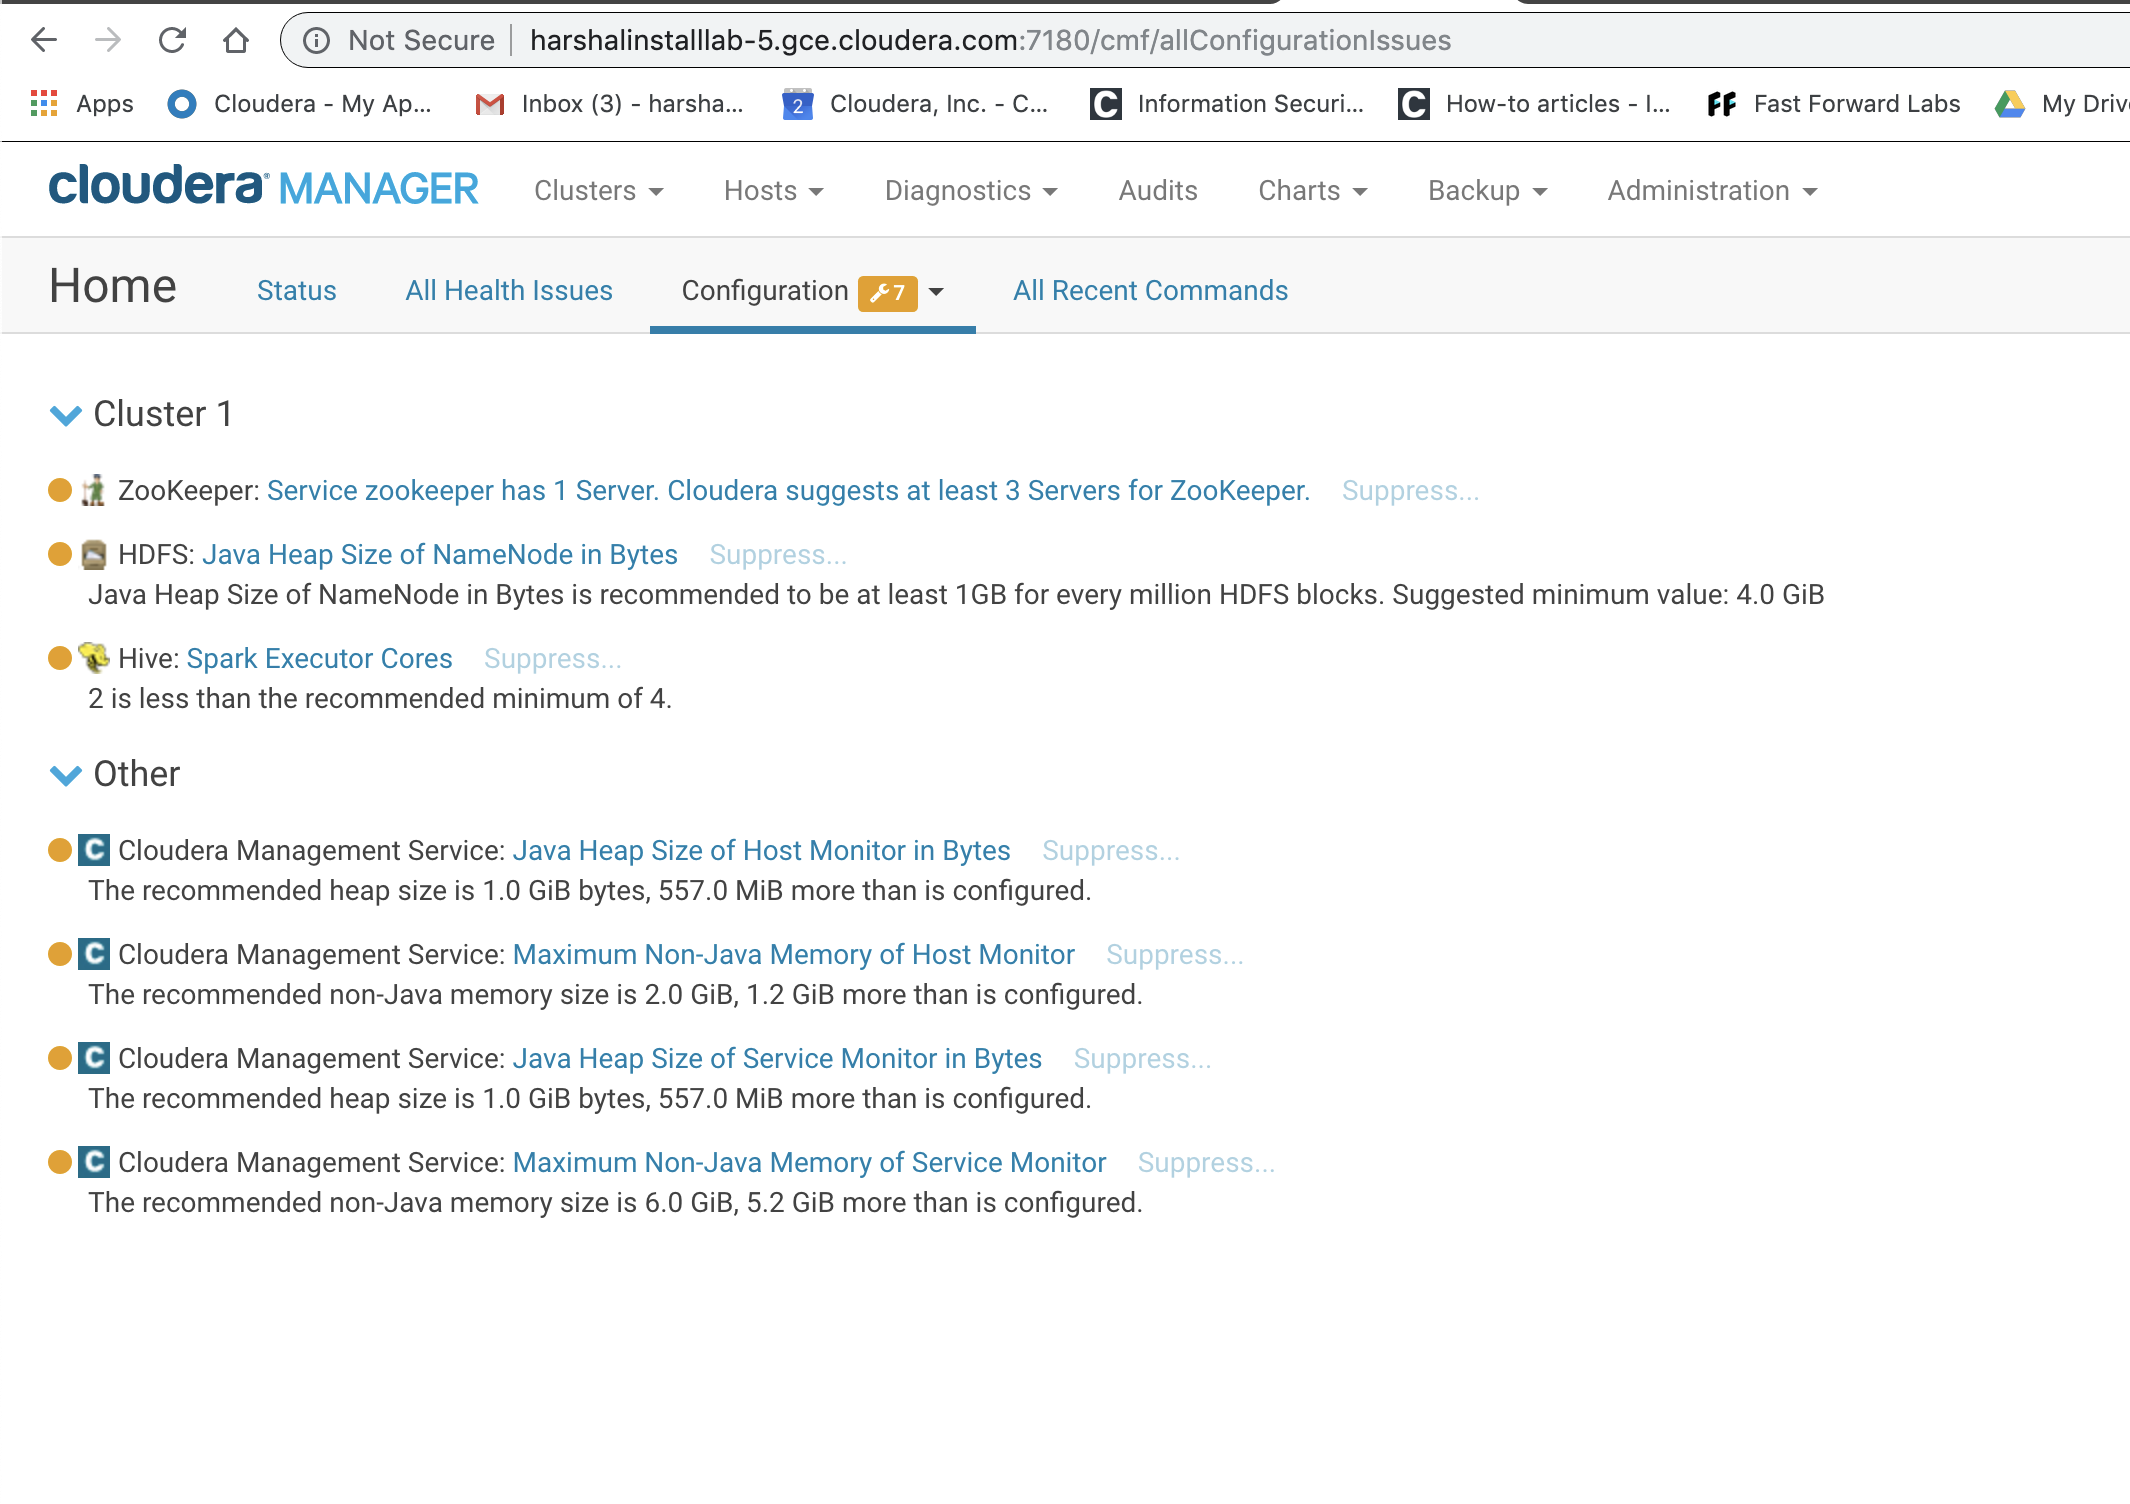 Not Secure harshalinstalllab-5.gce.cloudera.com:7180/cmf/allConfigurationIssues
Apps Cloudera - My Ap... Inbox (3) - harsha... 2 Cloudera, Inc. - C... C Information Securi... C How-to articles - I... FF Fast Forward Labs My Driv
cloudera MANAGER Clusters Hosts Diagnostics Audits Charts Backup Administration
Home Status All Health Issues Configuration 7 All Recent Commands
Cluster 1
ZooKeeper: Service zookeeper has 1 Server. Cloudera suggests at least 3 Servers for ZooKeeper. Suppress...
HDFS: Java Heap Size of NameNode in Bytes Suppress...
Java Heap Size of NameNode in Bytes is recommended to be at least 1GB for every million HDFS blocks. Suggested minimum value: 4.0 GiB
Hive: Spark Executor Cores Suppress...
2 is less than the recommended minimum of 4.
Other
C Cloudera Management Service: Java Heap Size of Host Monitor in Bytes Suppress...
The recommended heap size is 1.0 GiB bytes, 557.0 MiB more than is configured.
C Cloudera Management Service: Maximum Non-Java Memory of Host Monitor Suppress...
The recommended non-Java memory size is 2.0 GiB, 1.2 GiB more than is configured.
C Cloudera Management Service: Java Heap Size of Service Monitor in Bytes Suppress...
The recommended heap size is 1.0 GiB bytes, 557.0 MiB more than is configured.
C Cloudera Management Service: Maximum Non-Java Memory of Service Monitor Suppress...
The recommended non-Java memory size is 6.0 GiB, 5.2 GiB more than is configured.